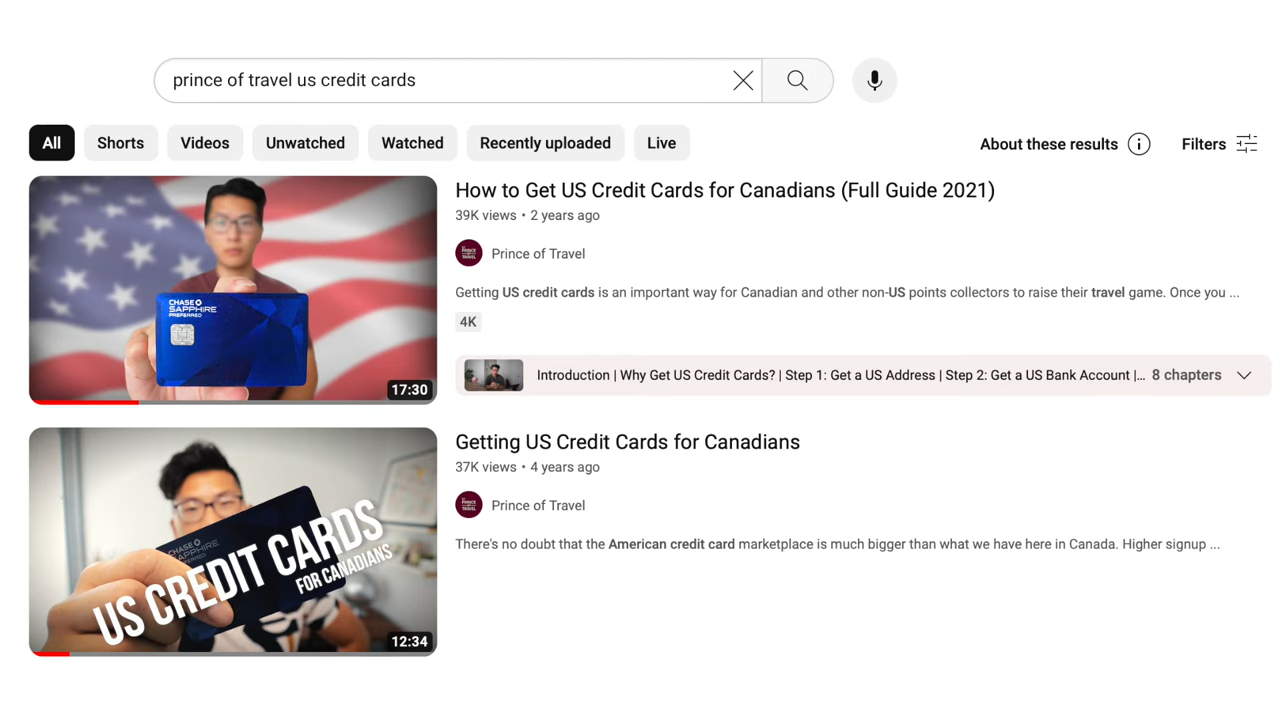 prince of travel us credit cards
All
Shorts
Videos
Unwatched
Watched
Recently uploaded
Live
About these results
Filters
CHASE
SAPPHIRE
PREFERRED
17:30
How to Get US Credit Cards for Canadians (Full Guide 2021)
39K views • 2 years ago
PRINCE
TRAVEL
Prince of Travel
Getting US credit cards is an important way for Canadian and other non-US points collectors to raise their travel game. Once you ...
4K
Introduction | Why Get US Credit Cards? | Step 1: Get a US Address | Step 2: Get a US Bank Account |... 8 chapters
CHASE
SAPPHIRE
US CREDIT CARDS
FOR CANADIANS
12:34
Getting US Credit Cards for Canadians
37K views • 4 years ago
PRINCE
TRAVEL
Prince of Travel
There's no doubt that the American credit card marketplace is much bigger than what we have here in Canada. Higher signup ...